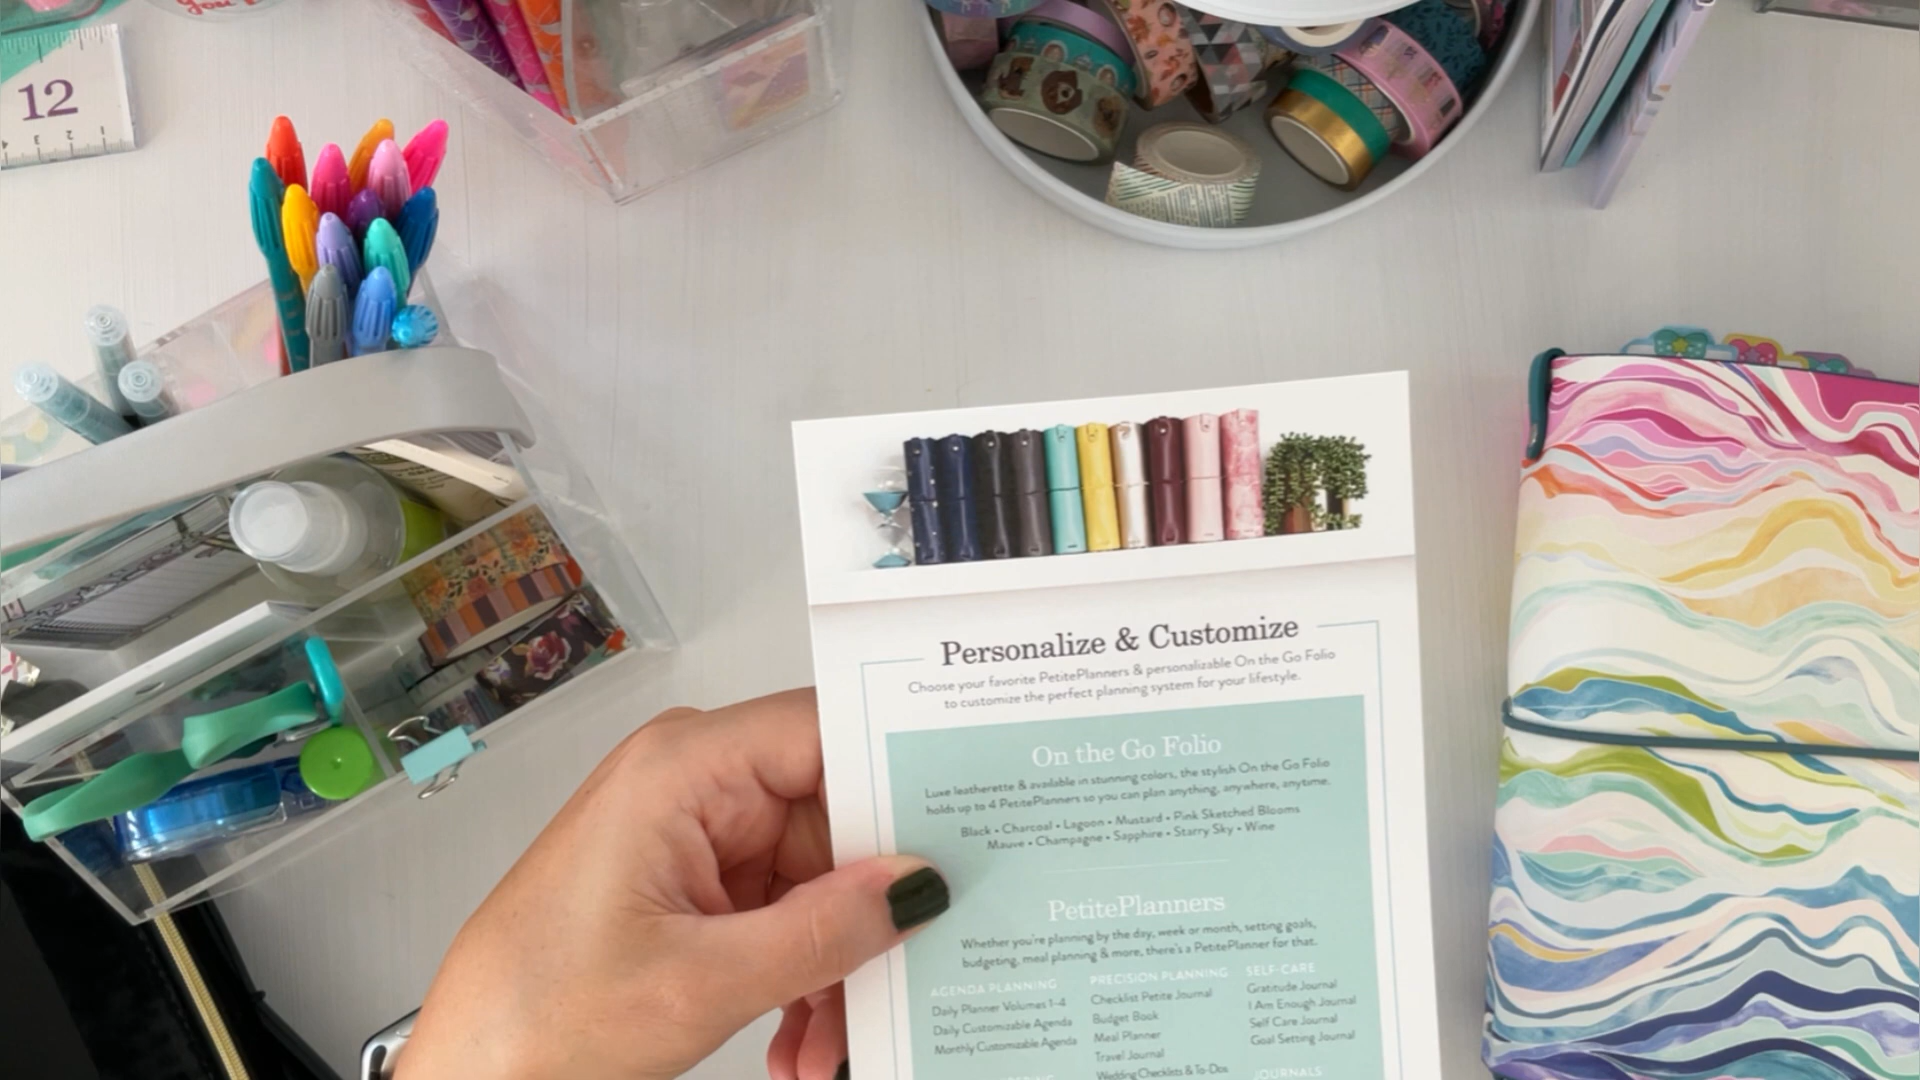 you
12
3 2 1
Personalize & Customize
Choose your favorite PetitePlanners & personalizable On the Go Folio
to customize the perfect planning system for your lifestyle.
On the Go Folio
Luxe leatherette & available in stunning colors, the stylish On the Go Folio
holds up to 4 PetitePlanners so you can plan anything, anywhere, anytime.
Black • Charcoal • Lagoon • Mustard • Pink Sketched Blooms
Mauve • Champagne • Sapphire • Starry Sky • Wine
PetitePlanners
Whether you're planning by the day, week or month, setting goals,
budgeting, meal planning & more, there's a PetitePlanner for that.
AGENDA PLANNING
Daily Planner Volumes 1-4
Daily Customizable Agenda
Monthly Customizable Agenda
PRECISION PLANNING
Checklist Petite Journal
Budget Book
Meal Planner
Travel Journal
Wedding Checklists & To-Dos
SELF-CARE
Gratitude Journal
I Am Enough Journal
Self Care Journal
Goal Setting Journal
JOURNALS